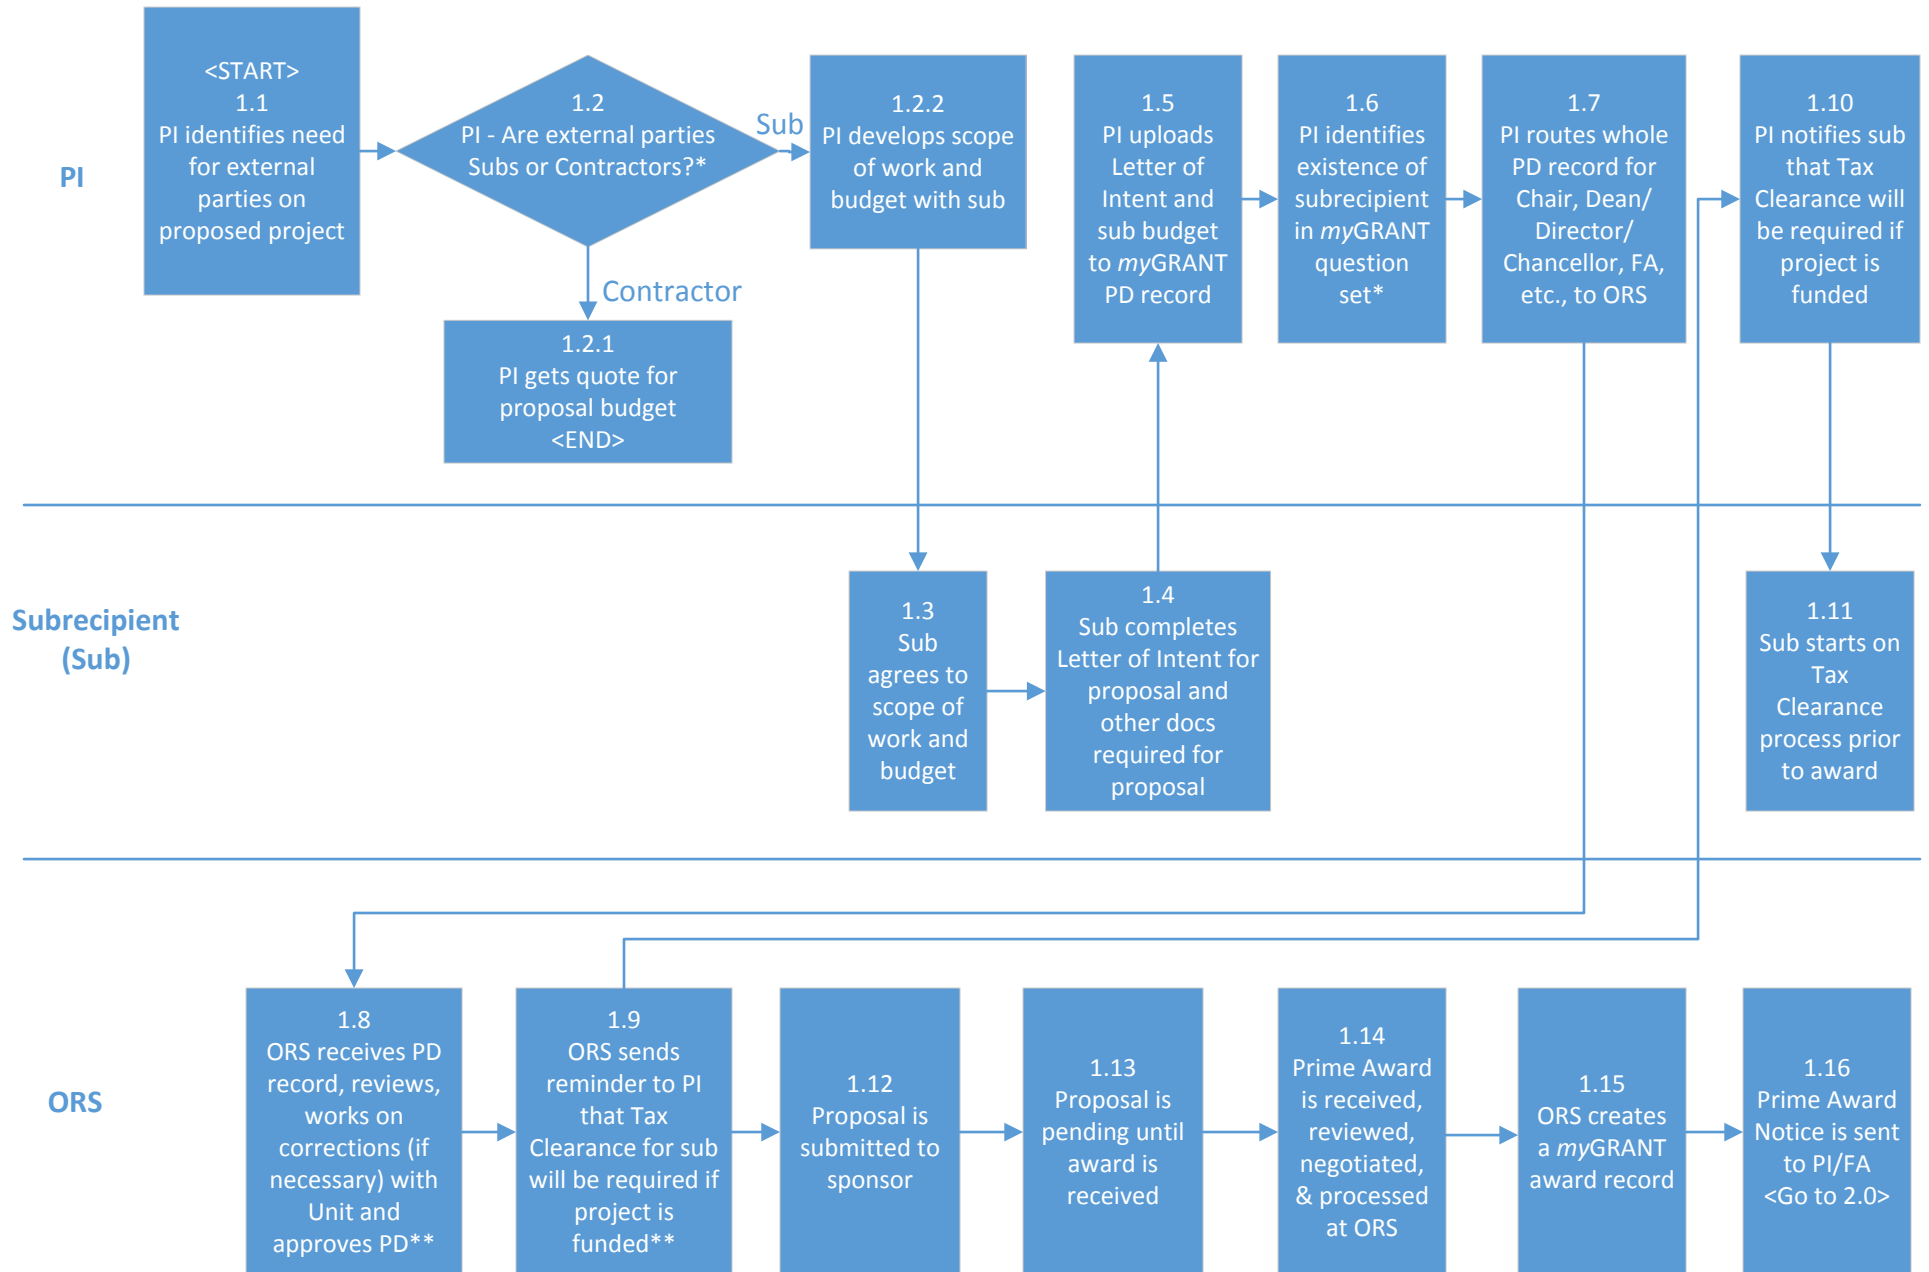 PI
<START>
1.1
PI identifies need
for external
parties on
proposed project
1.2
PI - Are external parties
Subs or Contractors?*
Sub
Contractor
1.2.1
PI gets quote for
proposal budget
<END>
1.2.2
PI develops scope
of work and
budget with sub
1.5
PI uploads
Letter of
Intent and
sub budget
to myGRANT
PD record
1.6
PI identifies
existence of
subrecipient
in myGRANT
question
set*
1.7
PI routes whole
PD record for
Chair, Dean/
Director/
Chancellor, FA,
etc., to ORS
1.10
PI notifies sub
that Tax
Clearance will
be required if
project is
funded
Subrecipient
(Sub)
1.3
Sub
agrees to
scope of
work and
budget
1.4
Sub completes
Letter of Intent for
proposal and
other docs
required for
proposal
1.11
Sub starts on
Tax
Clearance
process prior
to award
ORS
1.8
ORS receives PD
record, reviews,
works on
corrections (if
necessary) with
Unit and
approves PD**
1.9
ORS sends
reminder to PI
that Tax
Clearance for sub
will be required if
project is
funded**
1.12
Proposal is
submitted to
sponsor
1.13
Proposal is
pending until
award is
received
1.14
Prime Award
is received,
reviewed,
negotiated,
& processed
at ORS
1.15
ORS creates
a myGRANT
award record
1.16
Prime Award
Notice is sent
to PI/FA
<Go to 2.0>